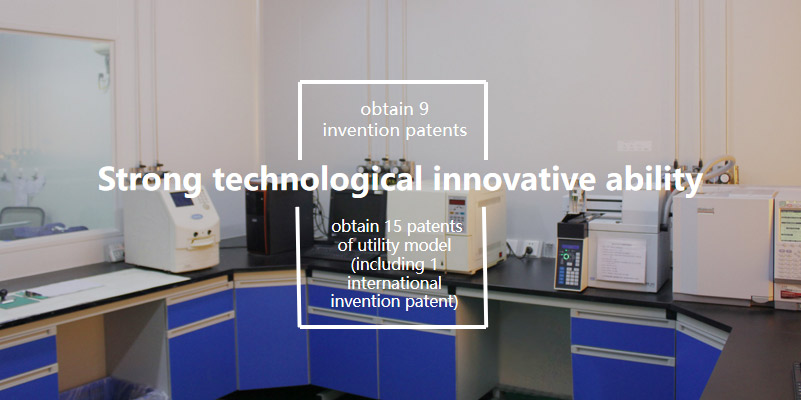 obtain 9
invention patents
Strong technological innovative ability
obtain 15 patents
of utility model
(including 1
international
invention patent)